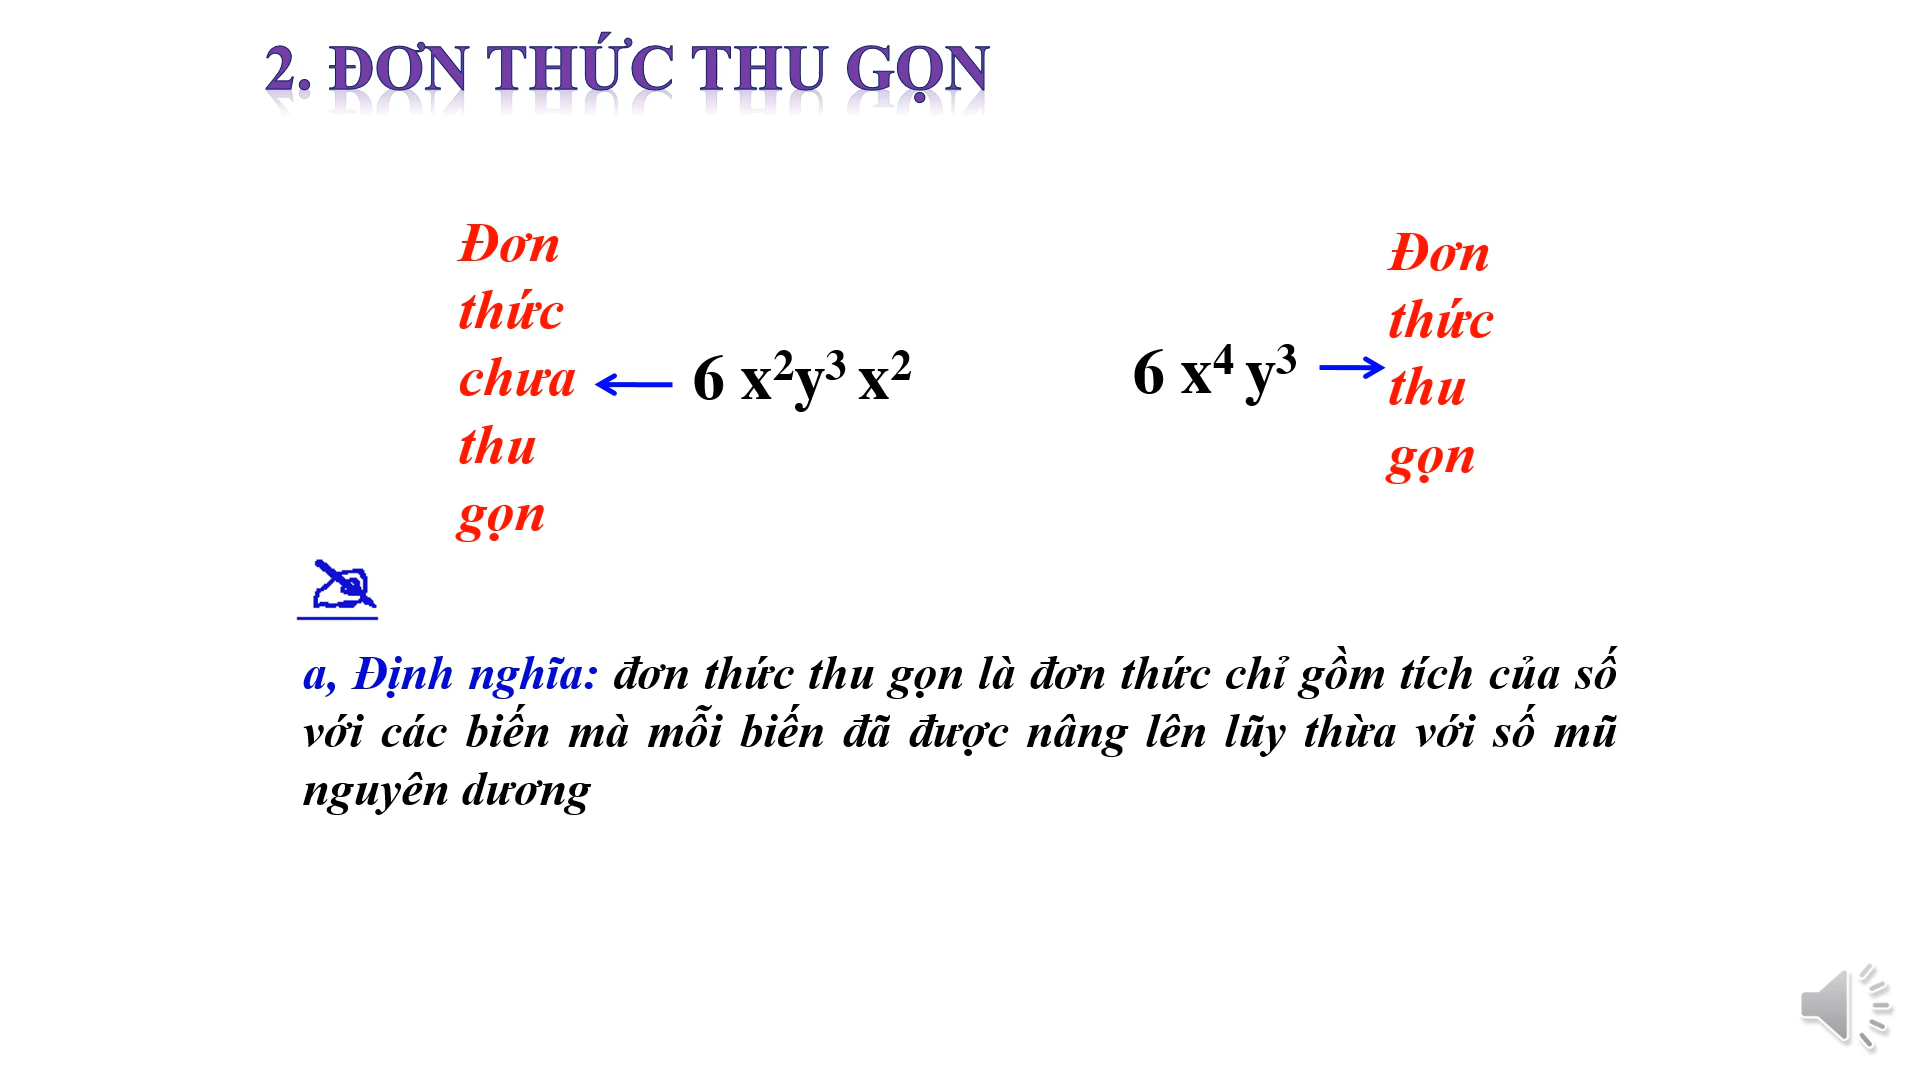 2. ĐƠN THỨC THU GỌN
Đơn
thức
chưa
thu
gọn
6 x²y³ x²
6 x⁴ y³
Đơn
thức
thu
gọn
a, Định nghĩa: đơn thức thu gọn là đơn thức chỉ gồm tích của số
với các biến mà mỗi biến đã được nâng lên lũy thừa với số mũ
nguyên dương